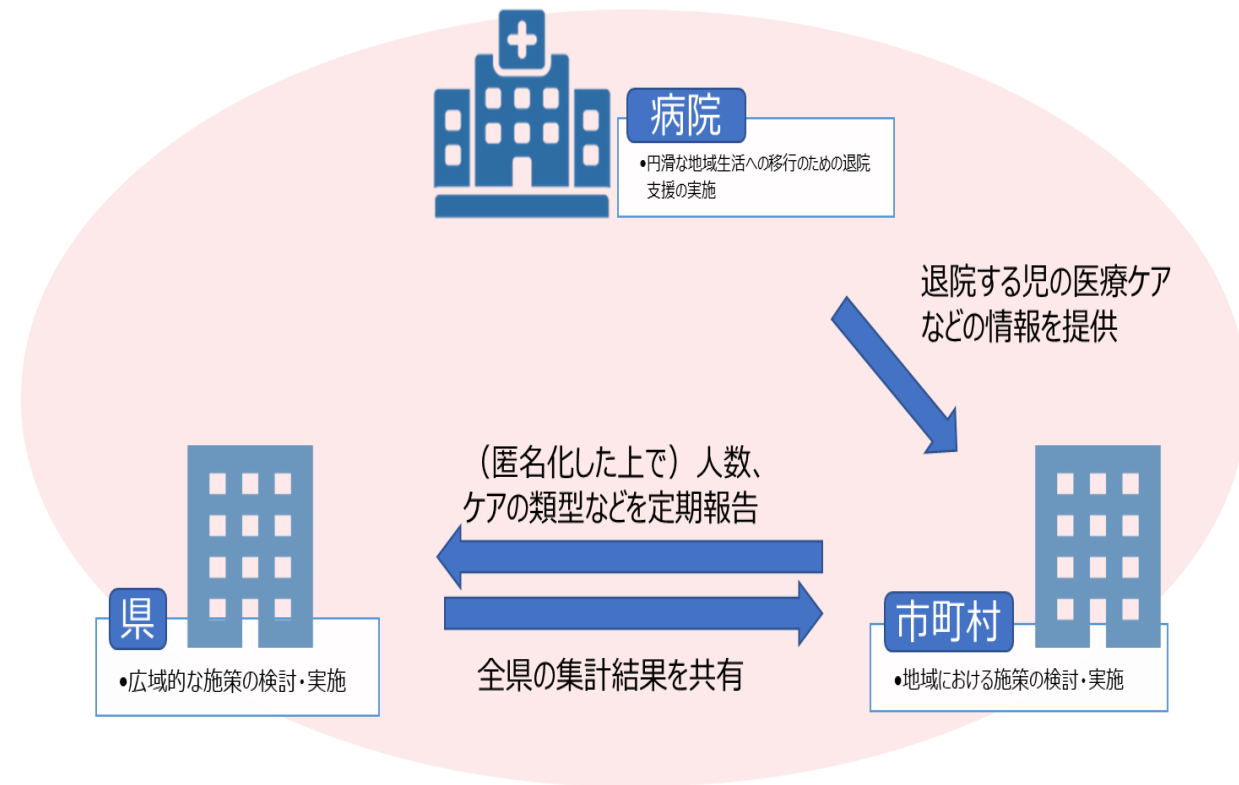 病院
•円滑な地域生活への移行のための退院
支援の実施
退院する児の医療ケア
などの情報を提供
（匿名化した上で）人数、
ケアの類型などを定期報告
県
•広域的な施策の検討・実施
全県の集計結果を共有
市町村
•地域における施策の検討・実施